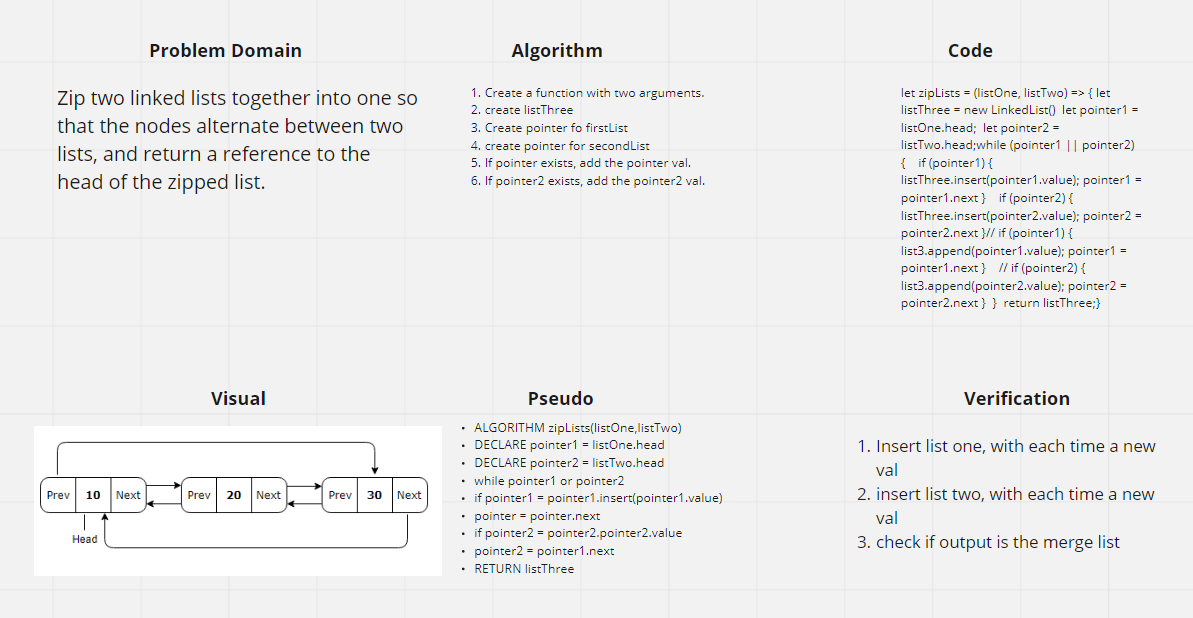 Problem Domain
Zip two linked lists together into one so
that the nodes alternate between two
lists, and return a reference to the
head of the zipped list.
Algorithm
1. Create a function with two arguments.
2. create listThree
3. Create pointer fo firstList
4. create pointer for secondList
5. If pointer exists, add the pointer val.
6. If pointer2 exists, add the pointer2 val.
Code
let zipLists = (listOne, listTwo) => { let
listThree = new LinkedList()  let pointer1 =
listOne.head;  let pointer2 =
listTwo.head;while (pointer1 || pointer2)
{    if (pointer1) {
listThree.insert(pointer1.value); pointer1 =
pointer1.next }    if (pointer2) {
listThree.insert(pointer2.value); pointer2 =
pointer2.next }// if (pointer1) {
list3.append(pointer1.value); pointer1 =
pointer1.next }    // if (pointer2) {
list3.append(pointer2.value); pointer2 =
pointer2.next }  }  return listThree;}
Visual
Prev 10 Next Prev 20 Next Prev 30 Next
Head
Pseudo
• ALGORITHM zipLists(listOne,listTwo)
• DECLARE pointer1 = listOne.head
• DECLARE pointer2 = listTwo.head
• while pointer1 or pointer2
• if pointer1 = pointer1.insert(pointer1.value)
• pointer = pointer.next
• if pointer2 = pointer2.pointer2.value
• pointer2 = pointer1.next
• RETURN listThree
Verification
1. Insert list one, with each time a new
val
2. insert list two, with each time a new
val
3. check if output is the merge list